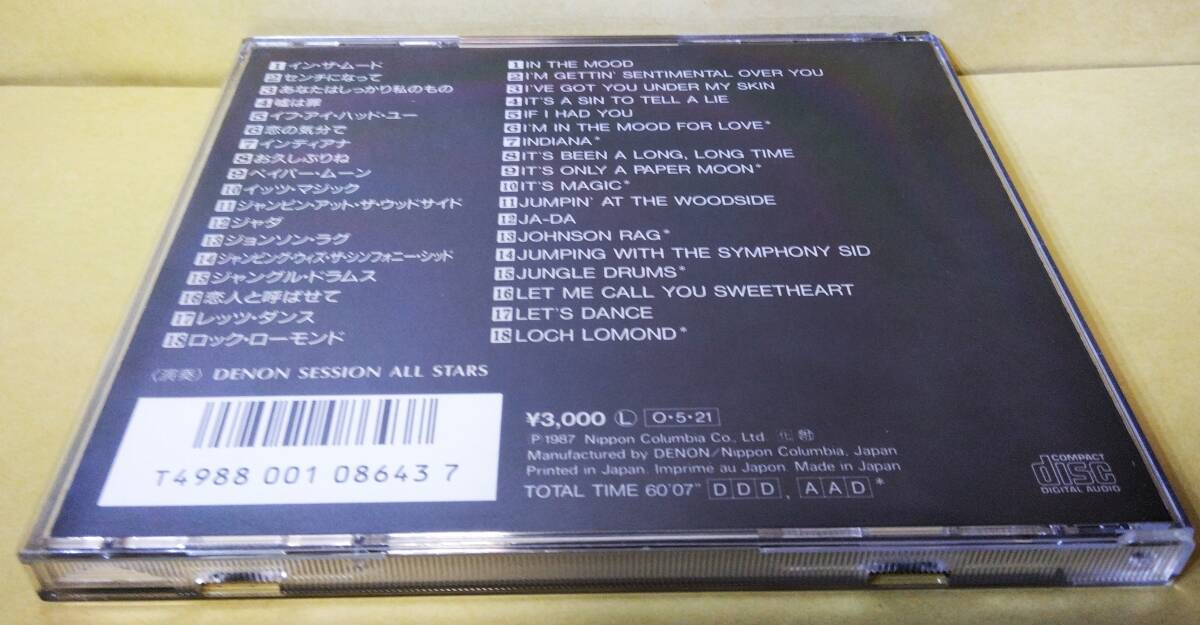 1 イン・ザ・ムード
2 センチになって
3 あなたはしっかり私のもの
4 嘘は罪
5 イフ・アイ・ハッド・ユー
6 恋の気分で
7 インディアナ
8 お久しぶりね
9 ペイパー・ムーン
10 イッツ・マジック
11 ジャンピン・アット・ザ・ウッドサイド
12 ジャダ
13 ジョンソン・ラグ
14 ジャンピング・ウィズ・ザ・シンフォニー・シッド
15 ジャングル・ドラムス
16 恋人と呼ばせて
17 レッツ・ダンス
18 ロック・ローモンド
1 IN THE MOOD
2 I'M GETTIN' SENTIMENTAL OVER YOU
3 I'VE GOT YOU UNDER MY SKIN
4 IT'S A SIN TO TELL A LIE
5 IF I HAD YOU
6 I'M IN THE MOOD FOR LOVE*
7 INDIANA*
8 IT'S BEEN A LONG, LONG TIME
9 IT'S ONLY A PAPER MOON*
10 IT'S MAGIC*
11 JUMPIN' AT THE WOODSIDE
12 JA-DA
13 JOHNSON RAG*
14 JUMPING WITH THE SYMPHONY SID
15 JUNGLE DRUMS*
16 LET ME CALL YOU SWEETHEART
17 LET'S DANCE
18 LOCH LOMOND*
〈演奏〉 DENON SESSION ALL STARS
T4988 001 08643 7
¥3,000 Ⓛ O・5・21
Ⓟ1987 Nippon Columbia Co., Ltd.
Manufactured by DENON/Nippon Columbia, Japan
Printed in Japan. Imprimé au Japon. Made in Japan
TOTAL TIME 60'07" DDD, AAD*
COMPACT
disc
DIGITAL AUDIO